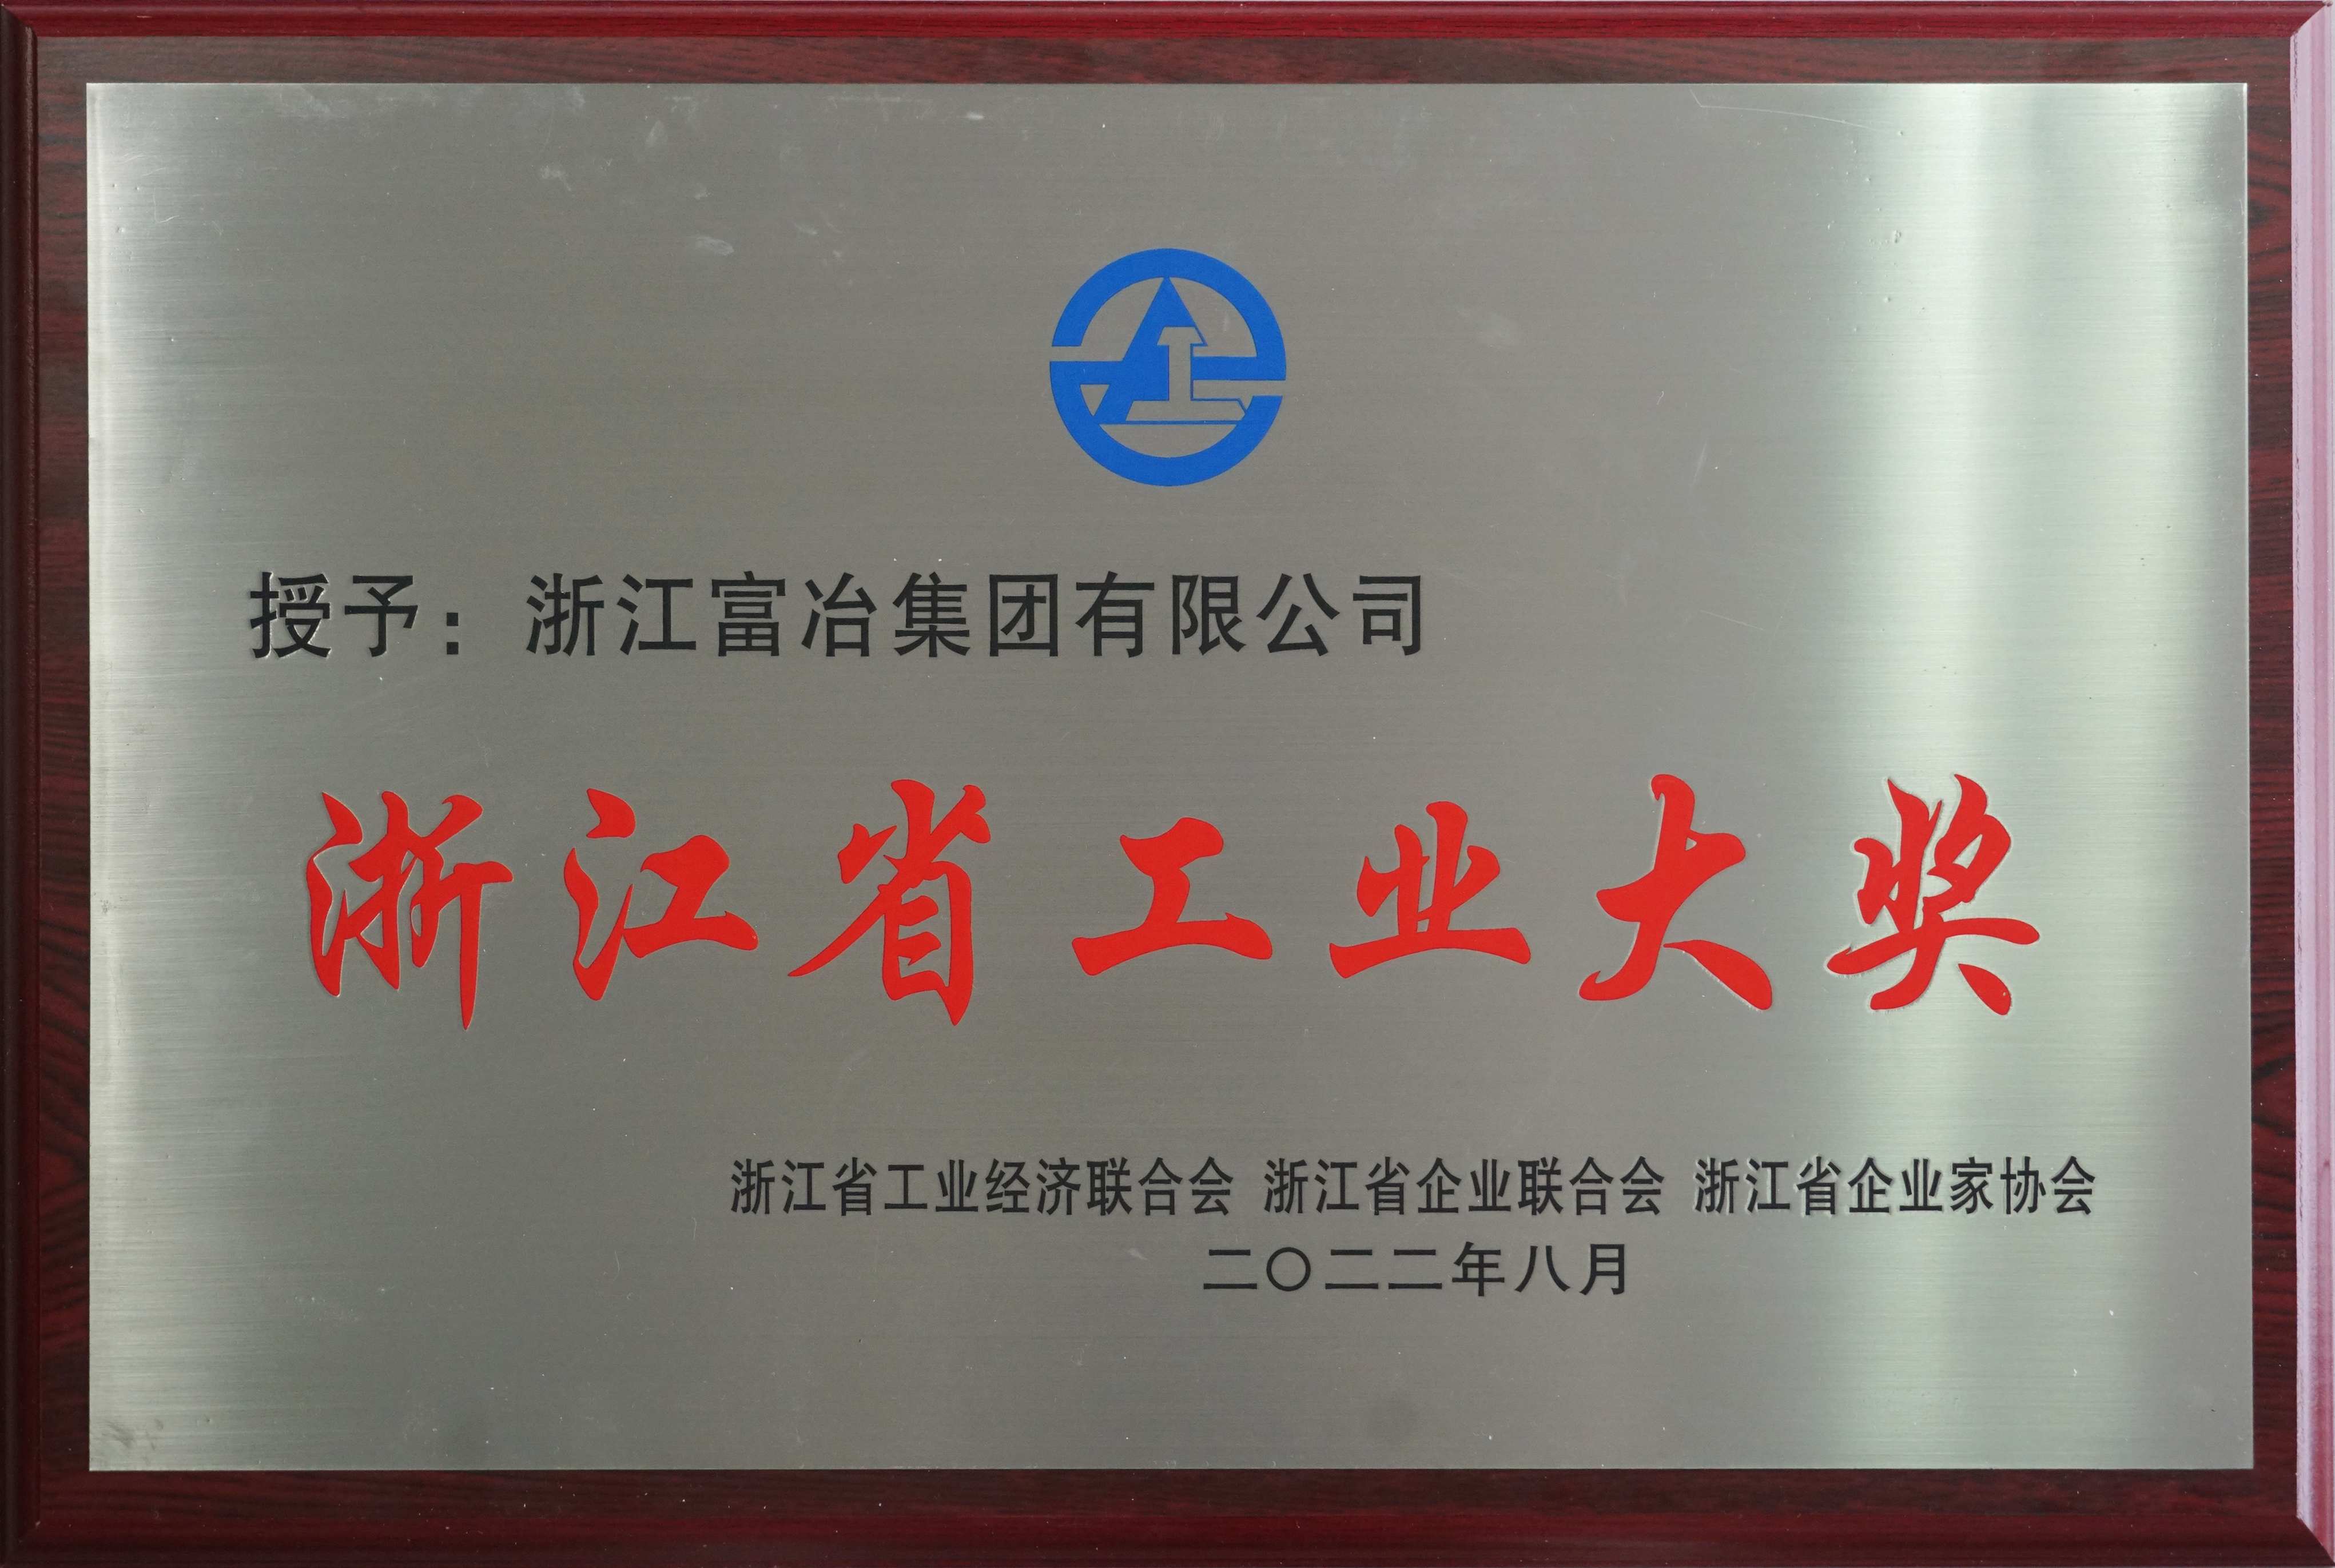 授予：浙江富冶集团有限公司
浙江省工业大奖
浙江省工业经济联合会 浙江省企业联合会 浙江省企业家协会
二〇二二年八月